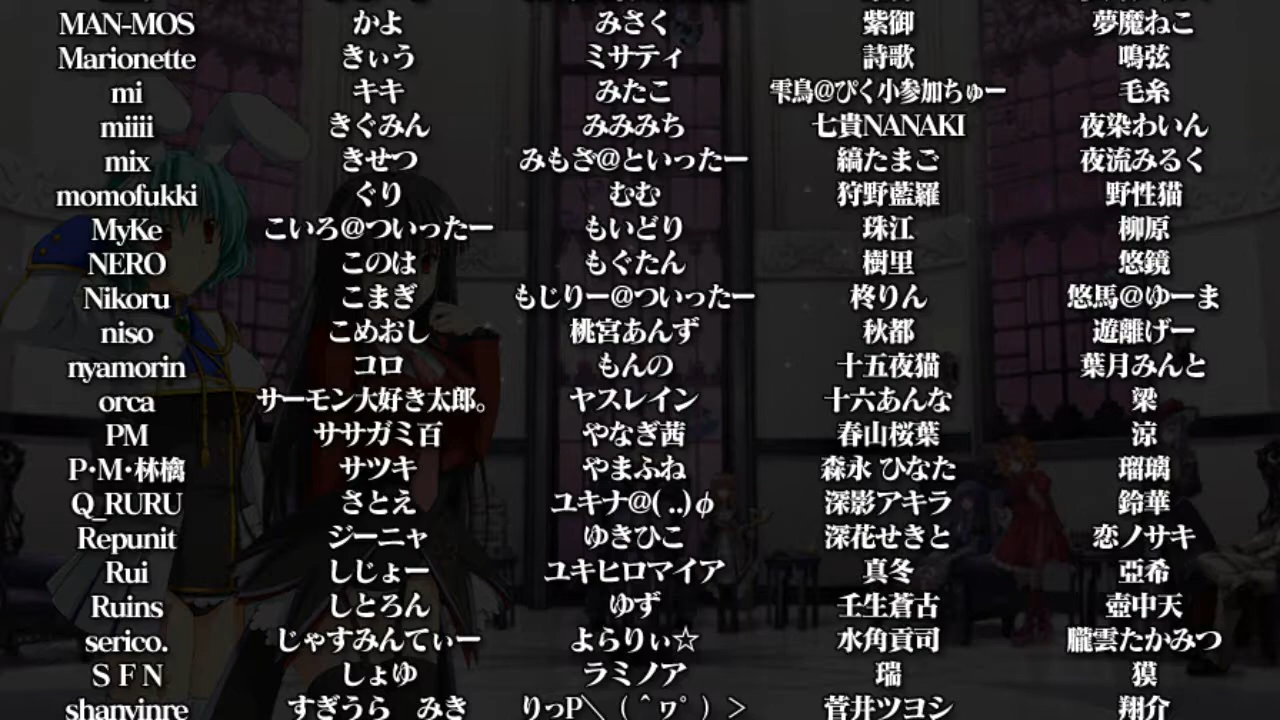 MAN-MOS かよ みさく 紫御 夢魔ねこ
Marionette きぃう ミサティ 詩歌 鳴弦
mi キキ みたこ 雫鳥@ぴく小参加ちゅー 毛糸
miiii きぐみん みみみち 七貴NANAKI 夜染わいん
mix きせつ みもざ@といったー 縞たまご 夜流みるく
momofukki ぐり むむ 狩野藍羅 野性猫
MyKe こいろ@ついったー もいどり 珠江 柳原
NERO このは もぐたん 樹里 悠鏡
Nikoru こまぎ もじりー@ついったー 柊りん 悠馬@ゆーま
niso こめおし 桃宮あんず 秋都 遊離げー
nyamorin コロ もんの 十五夜猫 葉月みんと
orca サーモン大好き太郎。 ヤスレイン 十六あんな 梁
PM ササガミ百 やなぎ茜 春山桜葉 涼
P・M・林檎 サツキ やまふね 森永 ひなた 瑠璃
Q_RURU さとえ ユキナ@( ..)φ 深影アキラ 鈴華
Repunit ジーニャ ゆきひこ 深花せきと 恋ノサキ
Rui しじょー ユキヒロマイア 真冬 亞希
Ruins しとろん ゆず 壬生蒼古 壺中天
serico. じゃすみんてぃー よらりぃ☆ 水角貢司 朧雲たかみつ
S F N しょゆ ラミノア 瑞 獏
shanyinre すぎうら みき りっP＼（＾ヮ°）＞ 菅井ツヨシ 翔介